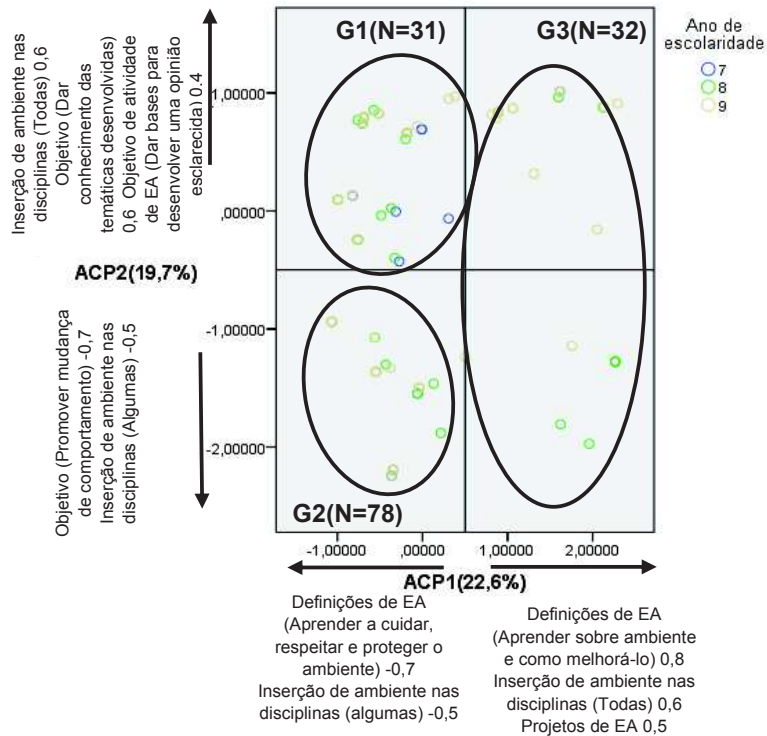 G1(N=31)
G3(N=32)
Ano de
escolaridade
7
8
9
Inserção de ambiente nas
disciplinas (Todas) 0,6
Objetivo (Dar
conhecimento das
temáticas desenvolvidas)
0,6 Objetivo de atividade
de EA (Dar bases para
desenvolver uma opinião
esclarecida) 0.4
1,00000
,00000
ACP2(19,7%)
-1,00000
-2,00000
Objetivo (Promover mudança
de comportamento) -0,7
Inserção de ambiente nas
disciplinas (Algumas) -0,5
G2(N=78)
-1,00000
,00000
1,00000
2,00000
ACP1(22,6%)
Definições de EA
(Aprender a cuidar,
respeitar e proteger o
ambiente) -0,7
Inserção de ambiente nas
disciplinas (algumas) -0,5
Definições de EA
(Aprender sobre ambiente
e como melhorá-lo) 0,8
Inserção de ambiente nas
disciplinas (Todas) 0,6
Projetos de EA 0,5